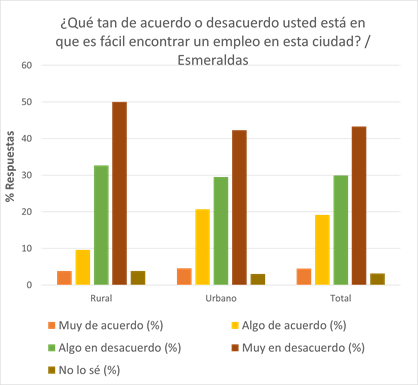 ¿Qué tan de acuerdo o desacuerdo usted está en
que es fácil encontrar un empleo en esta ciudad? /
Esmeraldas
60
50
40
30
20
10
0
% Respuestas
Rural
Urbano
Total
Muy de acuerdo (%)
Algo de acuerdo (%)
Algo en desacuerdo (%)
Muy en desacuerdo (%)
No lo sé (%)